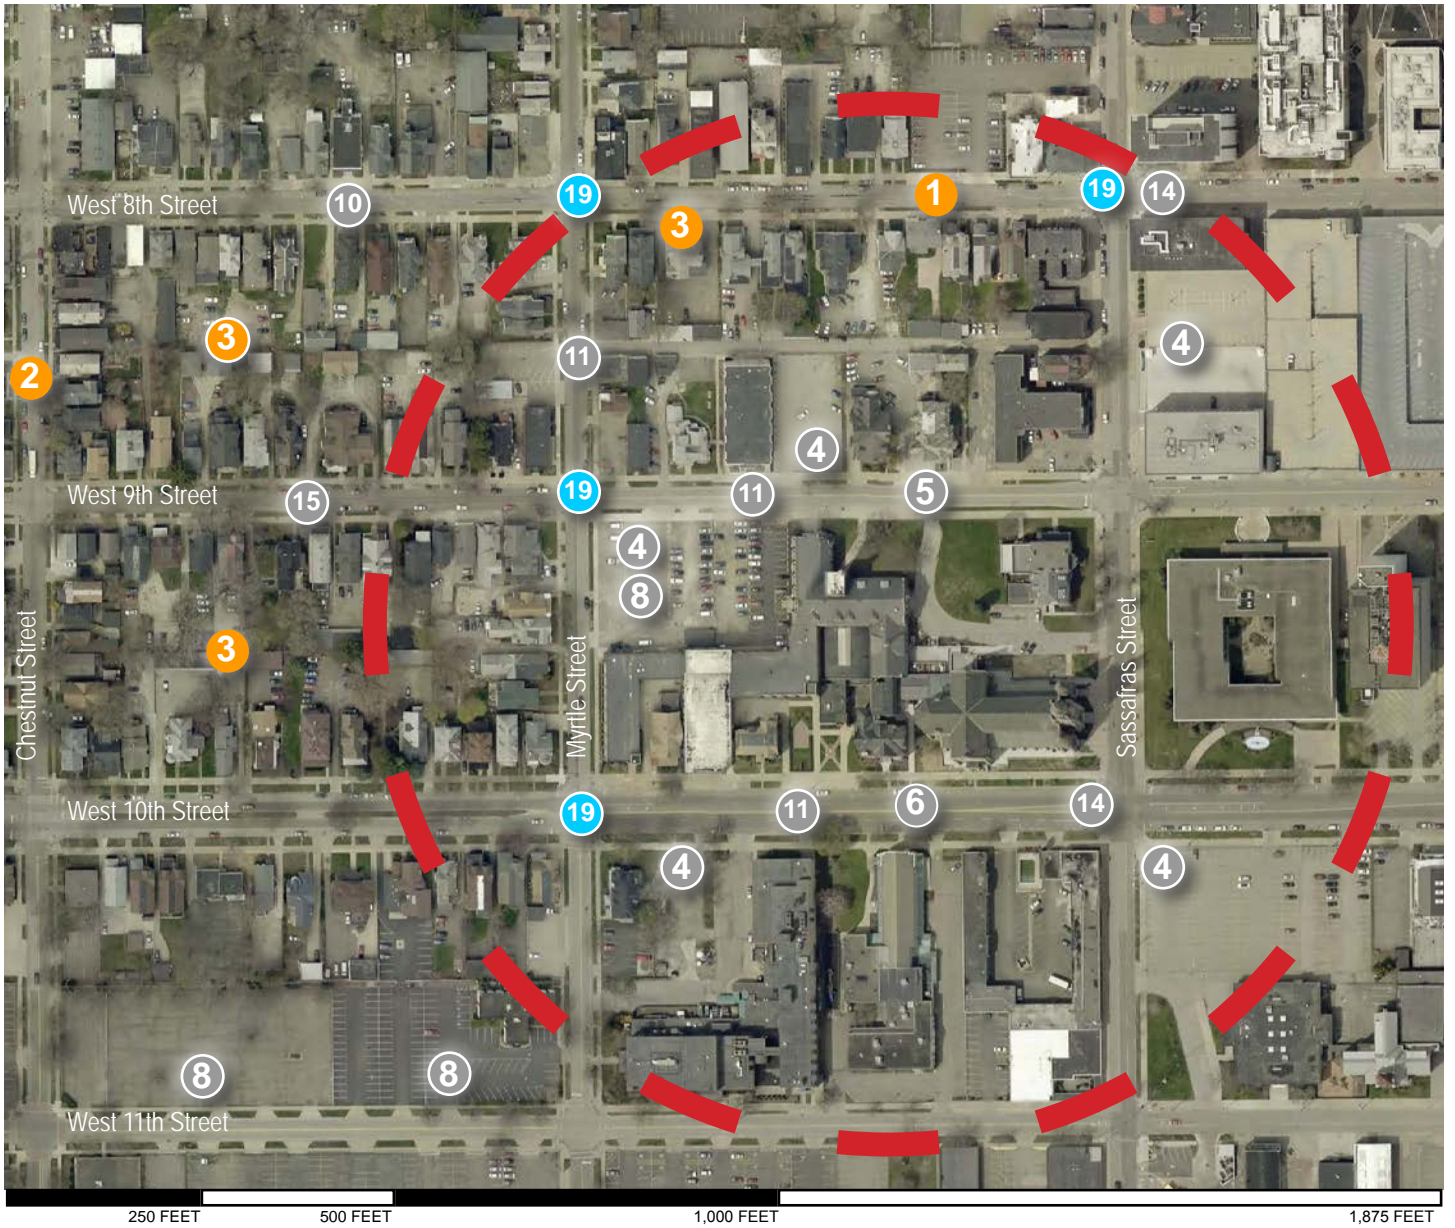 19
1
19
14
West 8th Street
10
3
3
11
4
2
4
West 9th Street
15
19
11
5
4
8
3
Chestnut Street
Myrtle Street
Sassafras Street
West 10th Street
19
11
6
14
4
4
8
8
West 11th Street
250 FEET
500 FEET
1,000 FEET
1,875 FEET